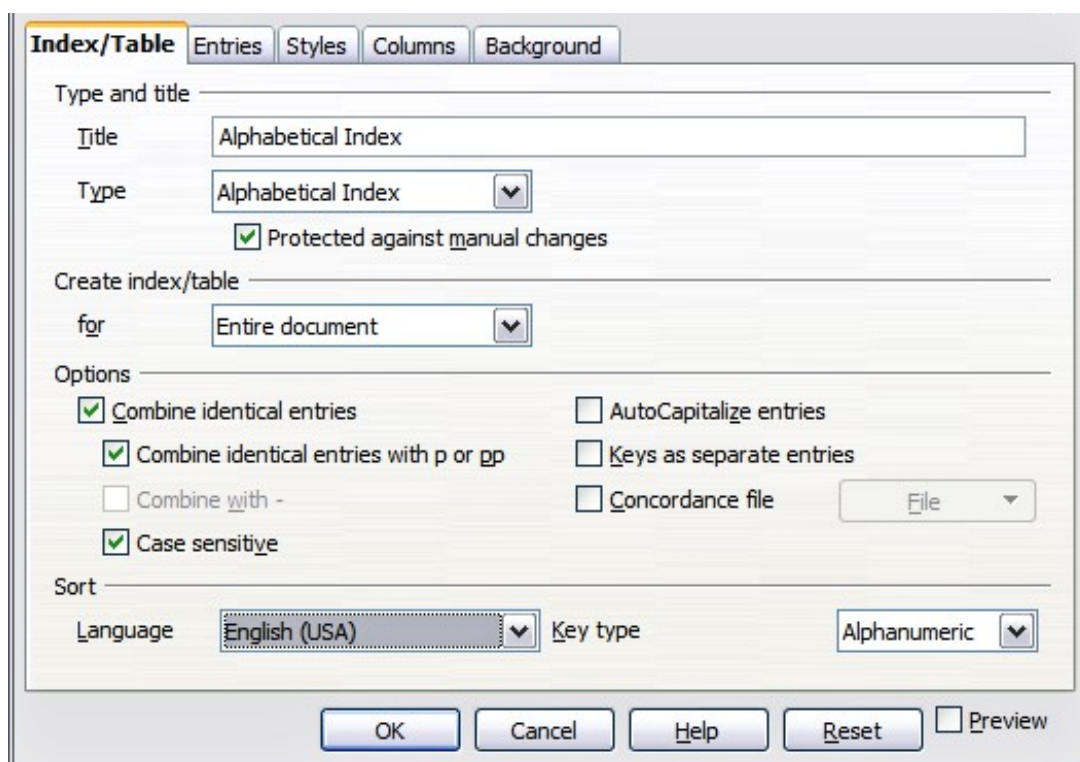 Index/Table Entries Styles Columns Background
Type and title
Title Alphabetical Index
Type Alphabetical Index
Protected against manual changes
Create index/table
for Entire document
Options
Combine identical entries AutoCapitalize entries
Combine identical entries with p or pp Keys as separate entries
Combine with - Concordance file File
Case sensitive
Sort
Language English (USA) Key type Alphanumeric
OK Cancel Help Reset Preview